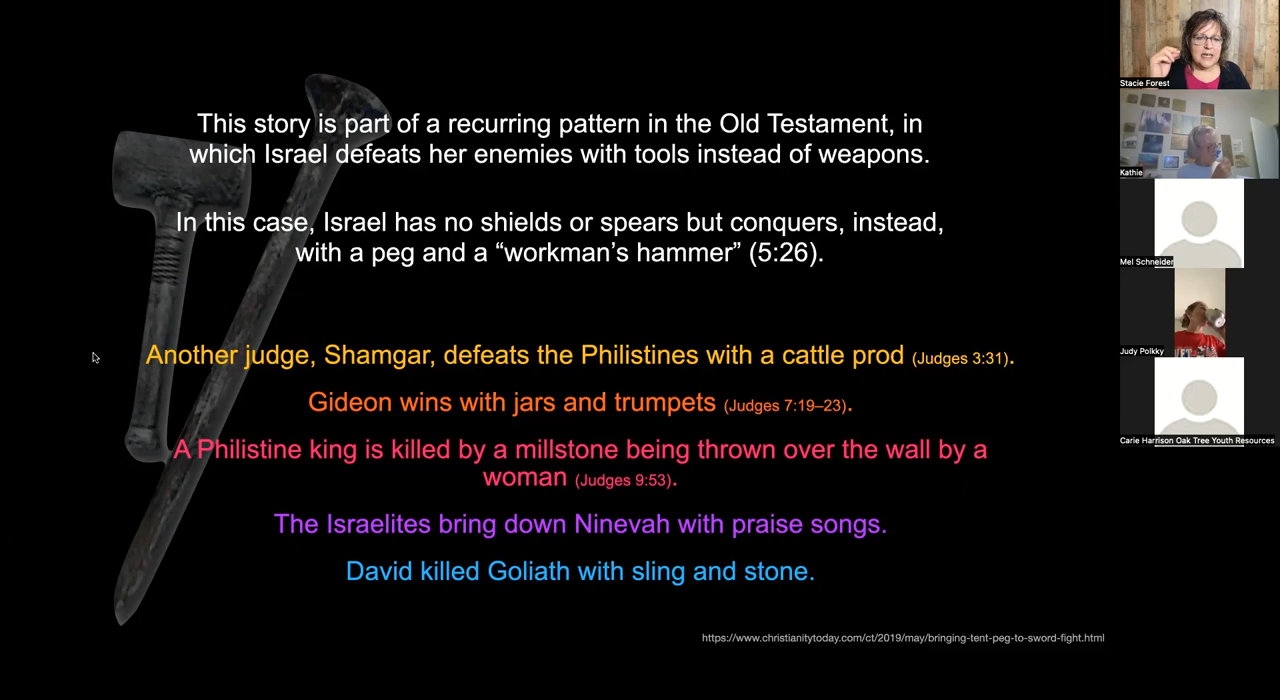 This story is part of a recurring pattern in the Old Testament, in
which Israel defeats her enemies with tools instead of weapons.
In this case, Israel has no shields or spears but conquers, instead,
with a peg and a “workman’s hammer” (5:26).
Another judge, Shamgar, defeats the Philistines with a cattle prod (Judges 3:31).
Gideon wins with jars and trumpets (Judges 7:19–23).
A Philistine king is killed by a millstone being thrown over the wall by a
woman (Judges 9:53).
The Israelites bring down Ninevah with praise songs.
David killed Goliath with sling and stone.
https://www.christianitytoday.com/ct/2019/may/bringing-tent-peg-to-sword-fight.html
Stacie Forest
Kathie
Mel Schneider
Judy Polkky
Carie Harrison Oak Tree Youth Resources